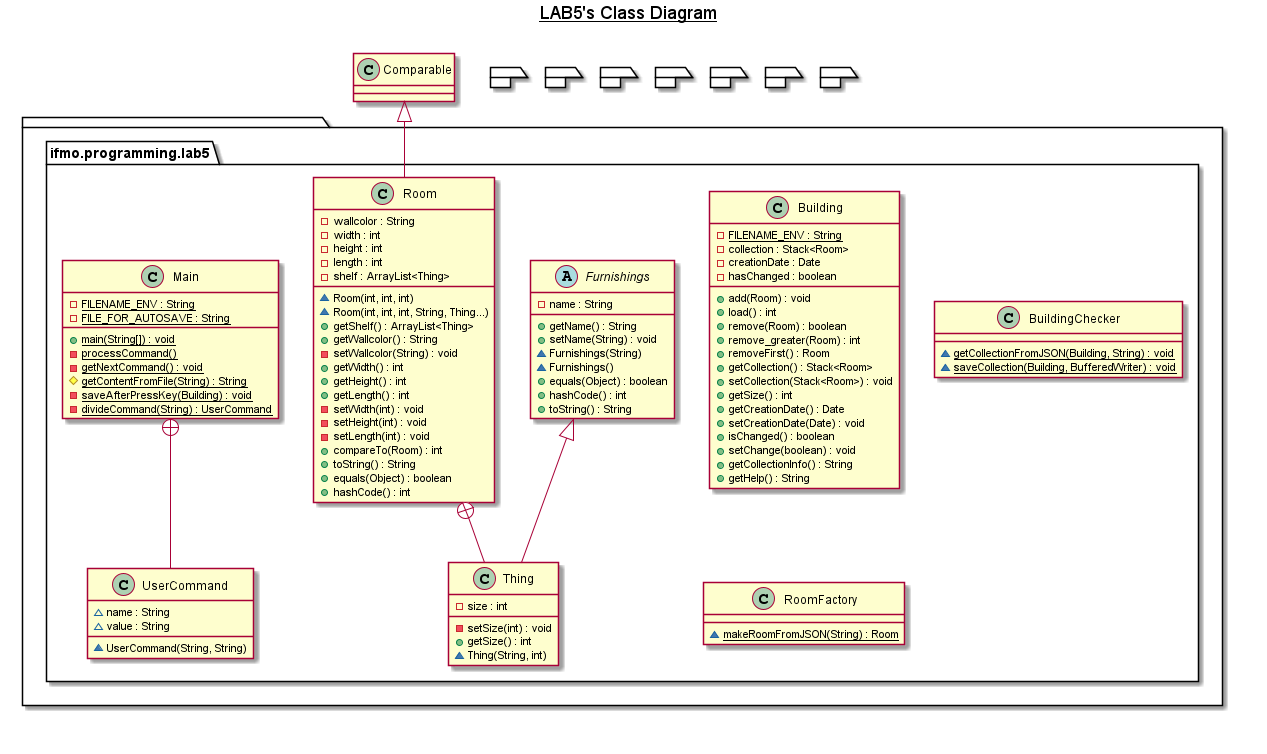 LAB5's Class Diagram
C Comparable
ifmo.programming.lab5
C Main
FILENAME_ENV : String
FILE_FOR_AUTOSAVE : String
main(String[]) : void
processCommand()
getNextCommand() : void
getContentFromFile(String) : String
saveAfterPressKey(Building) : void
divideCommand(String) : UserCommand
C Room
wallcolor : String
width : int
height : int
length : int
shelf : ArrayList<Thing>
Room(int, int, int)
Room(int, int, int, String, Thing...)
getShelf() : ArrayList<Thing>
getWallcolor() : String
setWallcolor(String) : void
getWidth() : int
getHeight() : int
getLength() : int
setWidth(int) : void
setHeight(int) : void
setLength(int) : void
compareTo(Room) : int
toString() : String
equals(Object) : boolean
hashCode() : int
A Furnishings
name : String
getName() : String
setName(String) : void
Furnishings(String)
Furnishings()
equals(Object) : boolean
hashCode() : int
toString() : String
C Building
FILENAME_ENV : String
collection : Stack<Room>
creationDate : Date
hasChanged : boolean
add(Room) : void
load() : int
remove(Room) : boolean
remove_greater(Room) : int
removeFirst() : Room
getCollection() : Stack<Room>
setCollection(Stack<Room>) : void
getSize() : int
getCreationDate() : Date
setCreationDate(Date) : void
isChanged() : boolean
setChange(boolean) : void
getCollectionInfo() : String
getHelp() : String
C BuildingChecker
getCollectionFromJSON(Building, String) : void
saveCollection(Building, BufferedWriter) : void
C UserCommand
name : String
value : String
UserCommand(String, String)
C Thing
size : int
setSize(int) : void
getSize() : int
Thing(String, int)
C RoomFactory
makeRoomFromJSON(String) : Room